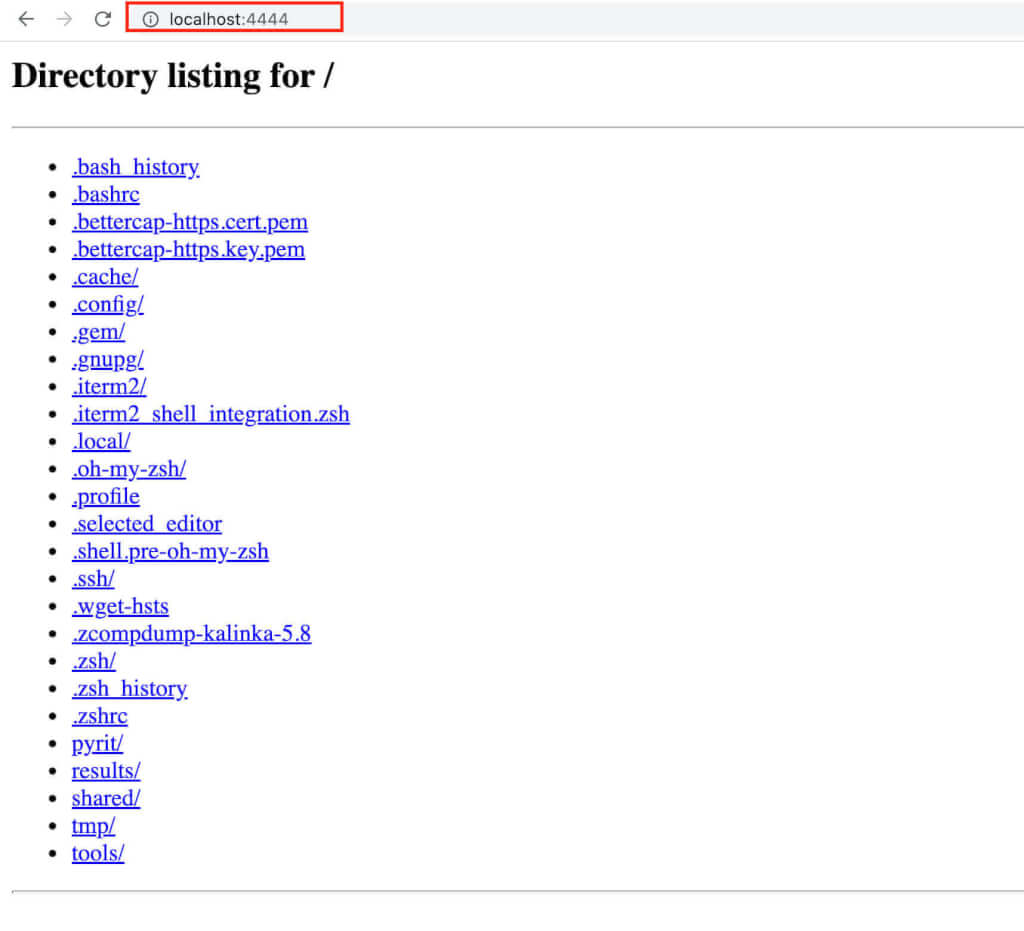 localhost:4444
Directory listing for /
.bash_history
.bashrc
.bettercap-https.cert.pem
.bettercap-https.key.pem
.cache/
.config/
.gem/
.gnupg/
.iterm2/
.iterm2_shell_integration.zsh
.local/
.oh-my-zsh/
.profile
.selected_editor
.shell.pre-oh-my-zsh
.ssh/
.wget-hsts
.zcompdump-kalinka-5.8
.zsh/
.zsh_history
.zshrc
pyrit/
results/
shared/
tmp/
tools/